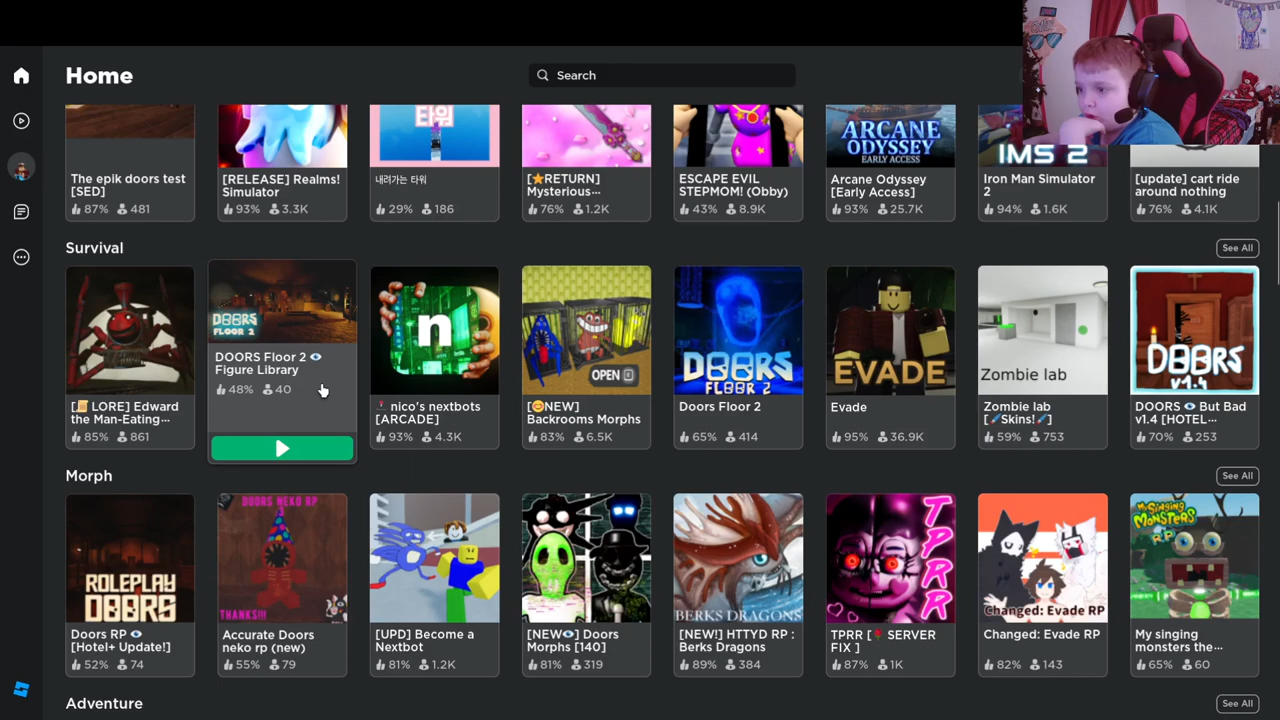 Home
Search
타워
ARCANE
ODYSSEY
EARLY ACCESS
IMS 2
The epik doors test
[SED]
87% 481
[RELEASE] Realms!
Simulator
93% 3.3K
내려가는 타워
29% 186
[⭐RETURN]
Mysterious···
76% 1.2K
ESCAPE EVIL
STEPMOM! (Obby)
43% 8.9K
Arcane Odyssey
[Early Access]
93% 25.7K
Iron Man Simulator
2
94% 1.6K
[update] cart ride
around nothing
76% 4.1K
Survival
See All
DOORS
FLOOR 2
n
OPEN
DOORS
FLOOR 2
EVADE
Zombie lab
DOORS
v1.4
[📜 LORE] Edward
the Man-Eating···
85% 861
DOORS Floor 2 👁
Figure Library
48% 40
nico's nextbots
[ARCADE]
93% 4.3K
[😊NEW]
Backrooms Morphs
83% 6.5K
Doors Floor 2
65% 414
Evade
95% 36.9K
Zombie lab
[🚀Skins!🚀]
59% 753
DOORS 👁 But Bad
v1.4 [HOTEL···
70% 253
Morph
See All
ROLEPLAY
DOORS
DOORS NEKO RP
THANKS!!!
BERKS DRAGONS
TPRR
Changed: Evade RP
My Singing
MONSTERS
R.P
Doors RP 👁
[Hotel+ Update!]
52% 74
Accurate Doors
neko rp (new)
55% 79
[UPD] Become a
Nextbot
81% 1.2K
[NEW👁] Doors
Morphs [140]
81% 319
[NEW!] HTTYD RP :
Berks Dragons
89% 384
TPRR [🌹 SERVER
FIX ]
87% 1K
Changed: Evade RP
82% 143
My singing
monsters the···
65% 60
Adventure
See All